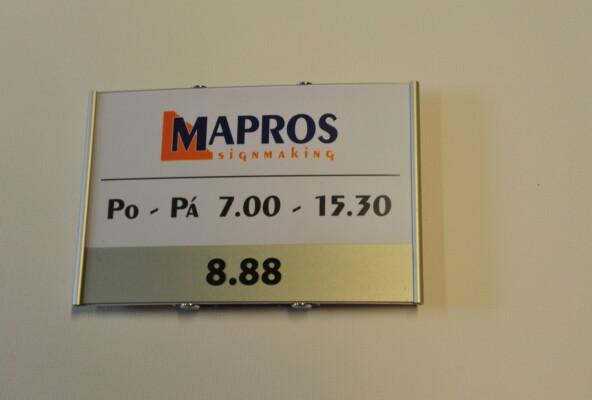 MAPROS
signmaking
Po - Pá 7.00 - 15.30
8.88